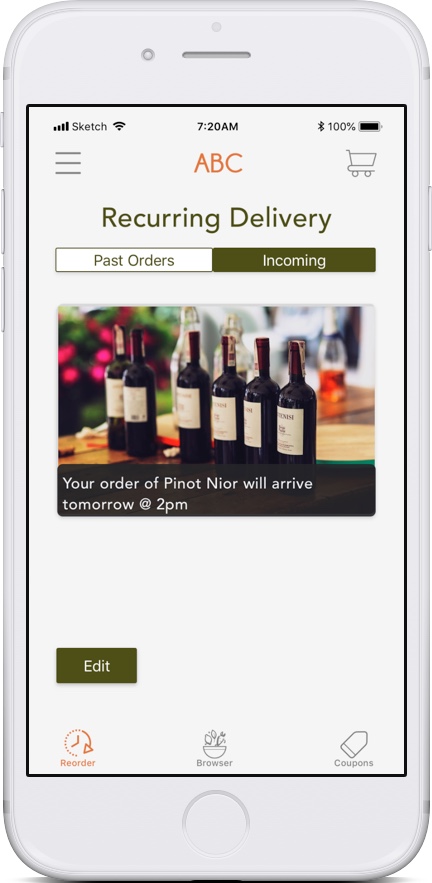 Sketch 7:20AM 100%
ABC
Recurring Delivery
Past Orders Incoming
Your order of Pinot Nior will arrive
tomorrow @ 2pm
Edit
Reorder Browser Coupons